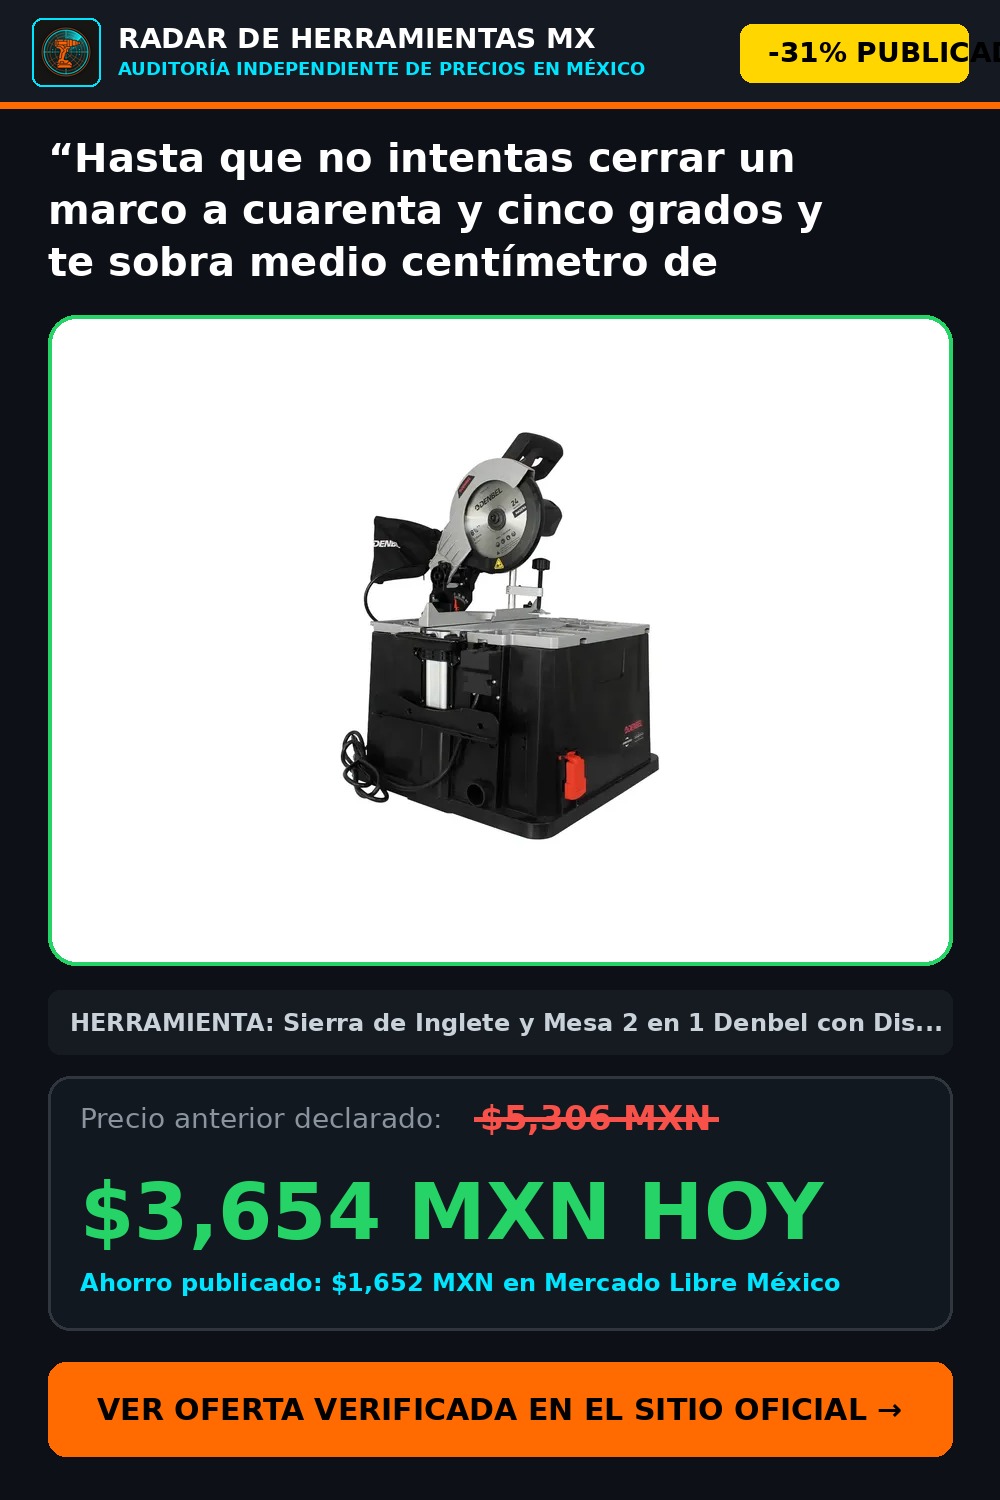 RADAR DE HERRAMIENTAS MX
AUDITORÍA INDEPENDIENTE DE PRECIOS EN MÉXICO
-31% PUBLICAD
“Hasta que no intentas cerrar un
marco a cuarenta y cinco grados y
te sobra medio centímetro de
DENBEL
24
DENBEL
HERRAMIENTA: Sierra de Inglete y Mesa 2 en 1 Denbel con Dis...
Precio anterior declarado: $5,306 MXN
$3,654 MXN HOY
Ahorro publicado: $1,652 MXN en Mercado Libre México
VER OFERTA VERIFICADA EN EL SITIO OFICIAL →